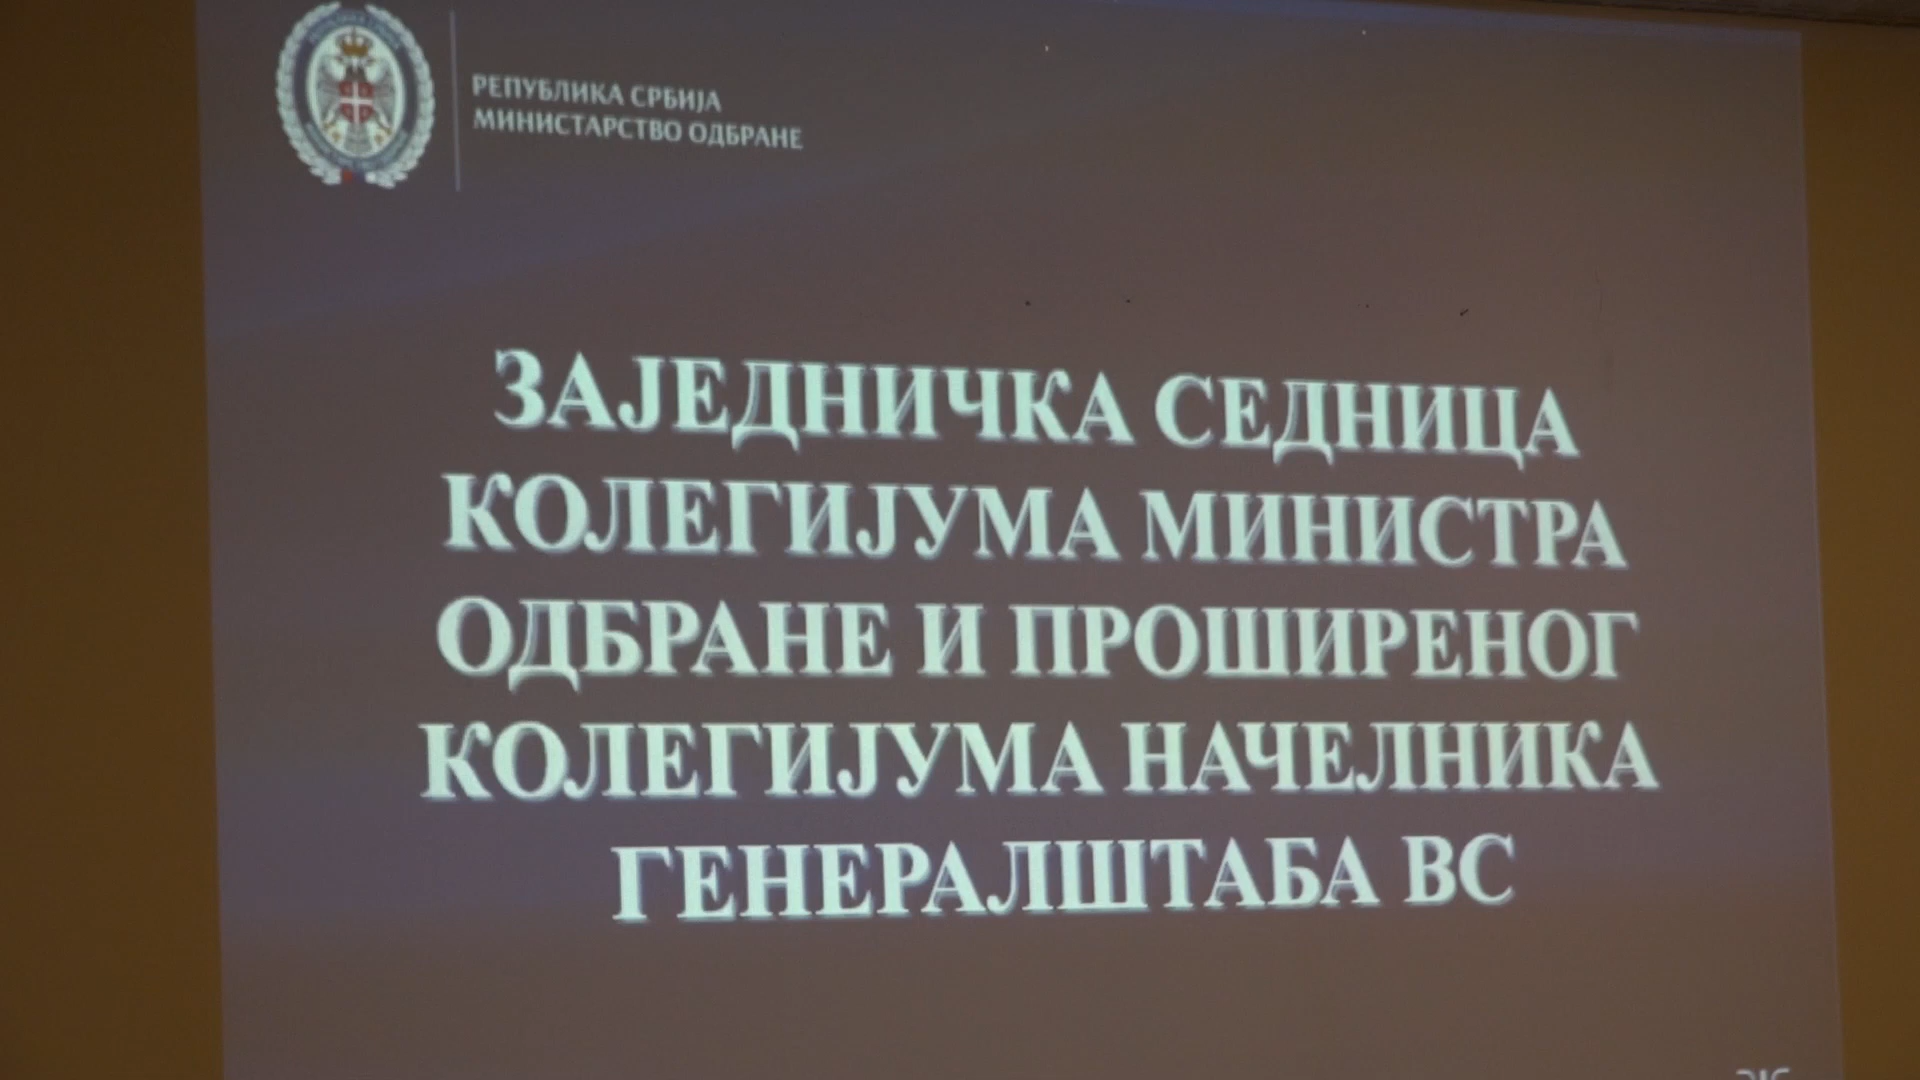 РЕПУБЛИКА СРБИЈА
МИНИСТАРСТВО ОДБРАНЕ
ЗАЈЕДНИЧКА СЕДНИЦА
КОЛЕГИЈУМА МИНИСТРА
ОДБРАНЕ И ПРОШИРЕНОГ
КОЛЕГИЈУМА НАЧЕЛНИКА
ГЕНЕРАЛШТАБА ВС